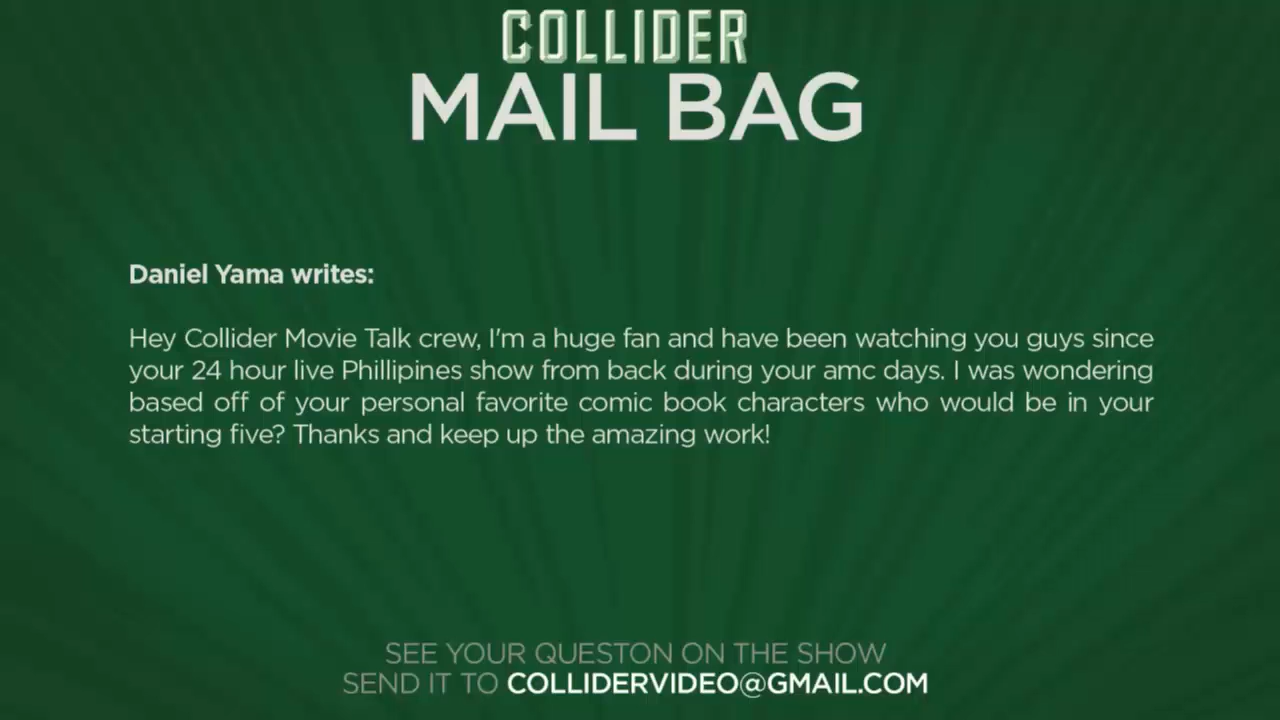 COLLIDER
MAIL BAG
Daniel Yama writes:
Hey Collider Movie Talk crew, I'm a huge fan and have been watching you guys since
your 24 hour live Phillipines show from back during your amc days. I was wondering
based off of your personal favorite comic book characters who would be in your
starting five? Thanks and keep up the amazing work!
SEE YOUR QUESTON ON THE SHOW
SEND IT TO COLLIDERVIDEO@GMAIL.COM